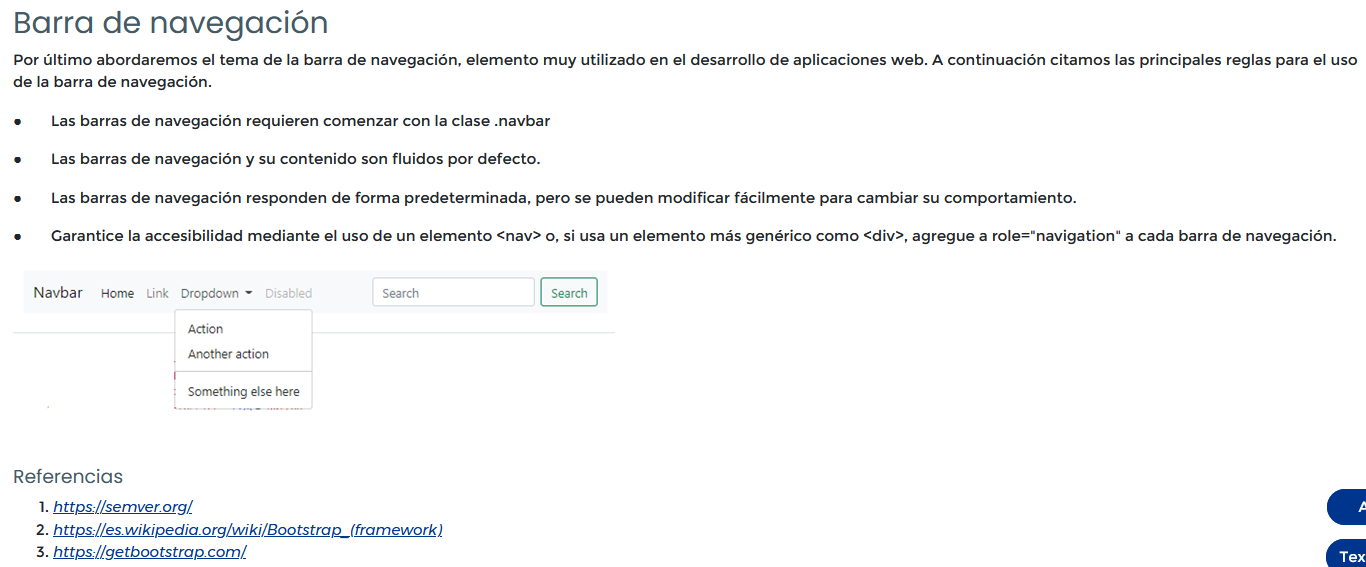 Barra de navegación
Por último abordaremos el tema de la barra de navegación, elemento muy utilizado en el desarrollo de aplicaciones web. A continuación citamos las principales reglas para el uso
de la barra de navegación.
• Las barras de navegación requieren comenzar con la clase .navbar
• Las barras de navegación y su contenido son fluidos por defecto.
• Las barras de navegación responden de forma predeterminada, pero se pueden modificar fácilmente para cambiar su comportamiento.
• Garantice la accesibilidad mediante el uso de un elemento <nav> o, si usa un elemento más genérico como <div>, agregue a role="navigation" a cada barra de navegación.
Navbar Home Link Dropdown Disabled Search Search
Action
Another action
Something else here
Referencias
1. https://semver.org/
2. https://es.wikipedia.org/wiki/Bootstrap_(framework)
3. https://getbootstrap.com/